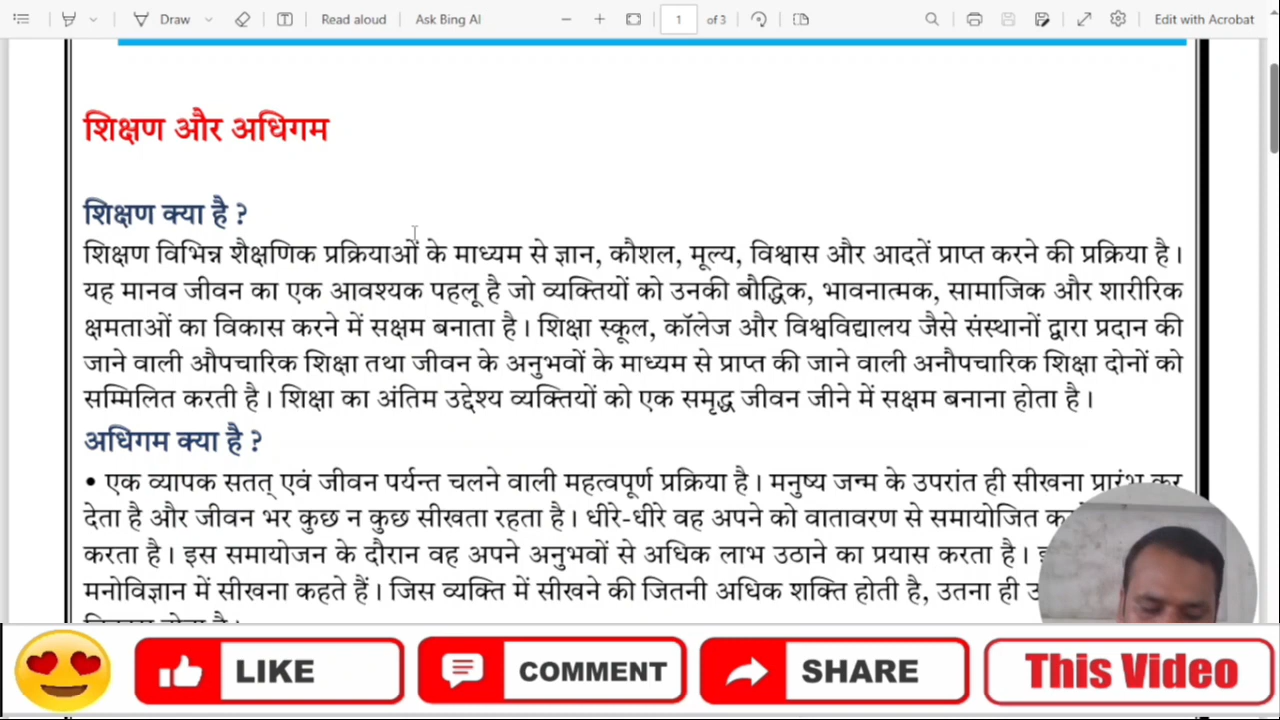 Draw
Read aloud
Ask Bing AI
1
of 3
Edit with Acrobat
शिक्षण और अधिगम
शिक्षण क्या है ?
शिक्षण विभिन्न शैक्षणिक प्रक्रियाओं के माध्यम से ज्ञान, कौशल, मूल्य, विश्वास और आदतें प्राप्त करने की प्रक्रिया है।
यह मानव जीवन का एक आवश्यक पहलू है जो व्यक्तियों को उनकी बौद्धिक, भावनात्मक, सामाजिक और शारीरिक
क्षमताओं का विकास करने में सक्षम बनाता है। शिक्षा स्कूल, कॉलेज और विश्वविद्यालय जैसे संस्थानों द्वारा प्रदान की
जाने वाली औपचारिक शिक्षा तथा जीवन के अनुभवों के माध्यम से प्राप्त की जाने वाली अनौपचारिक शिक्षा दोनों को
सम्मिलित करती है। शिक्षा का अंतिम उद्देश्य व्यक्तियों को एक समृद्ध जीवन जीने में सक्षम बनाना होता है।
अधिगम क्या है ?
• एक व्यापक सतत् एवं जीवन पर्यन्त चलने वाली महत्वपूर्ण प्रक्रिया है। मनुष्य जन्म के उपरांत ही सीखना प्रारंभ कर
देता है और जीवन भर कुछ न कुछ सीखता रहता है। धीरे-धीरे वह अपने को वातावरण से समायोजित
करता है। इस समायोजन के दौरान वह अपने अनुभवों से अधिक लाभ उठाने का प्रयास करता है।
मनोविज्ञान में सीखना कहते हैं। जिस व्यक्ति में सीखने की जितनी अधिक शक्ति होती है, उतना ही
LIKE
COMMENT
SHARE
This Video